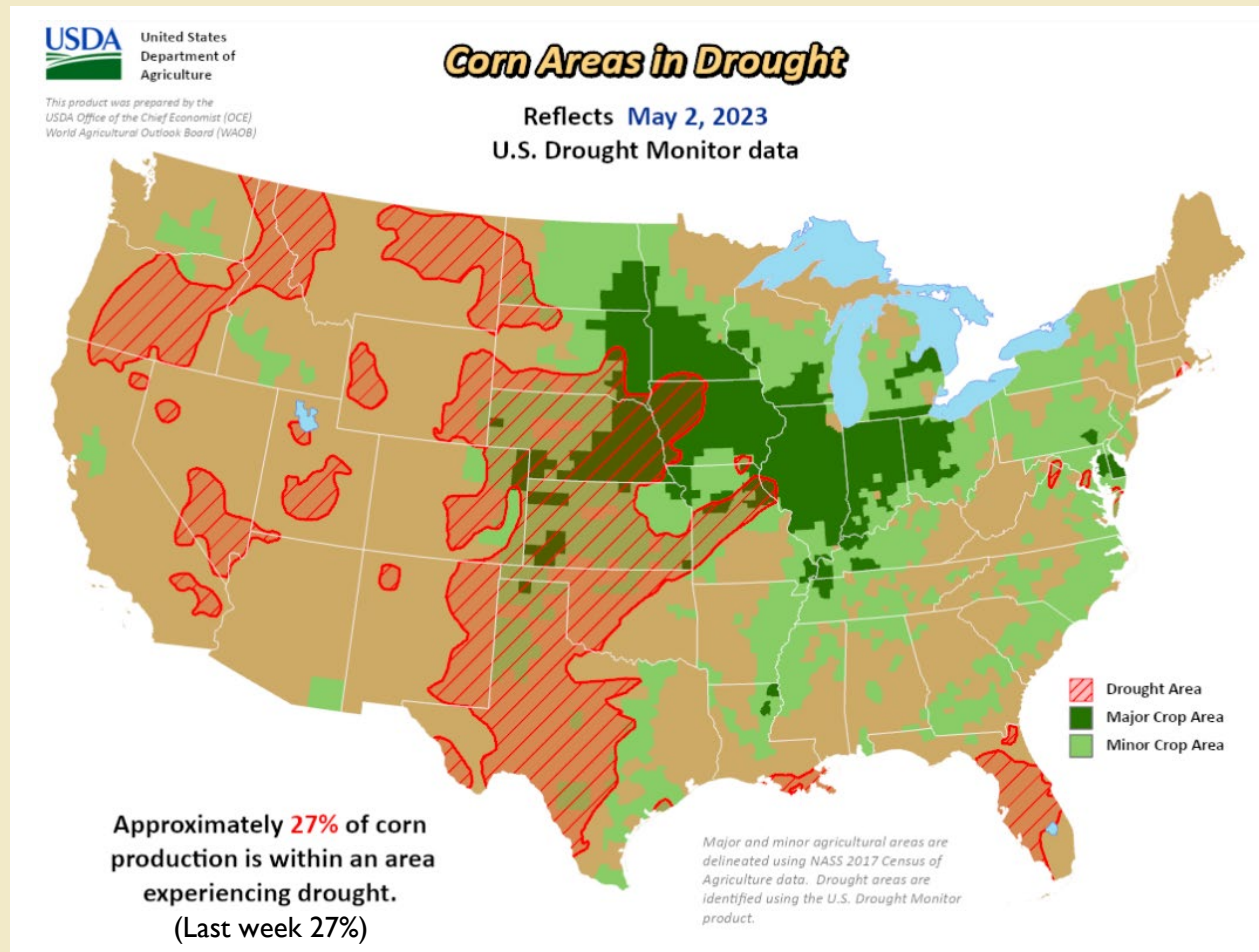 USDA
United States
Department of
Agriculture
This product was prepared by the
USDA Office of the Chief Economist (OCE)
World Agricultural Outlook Board (WAOB)
Corn Areas in Drought
Reflects May 2, 2023
U.S. Drought Monitor data
Drought Area
Major Crop Area
Minor Crop Area
Approximately 27% of corn
production is within an area
experiencing drought.
(Last week 27%)
Major and minor agricultural areas are
delineated using NASS 2017 Census of
Agriculture data. Drought areas are
identified using the U.S. Drought Monitor
product.